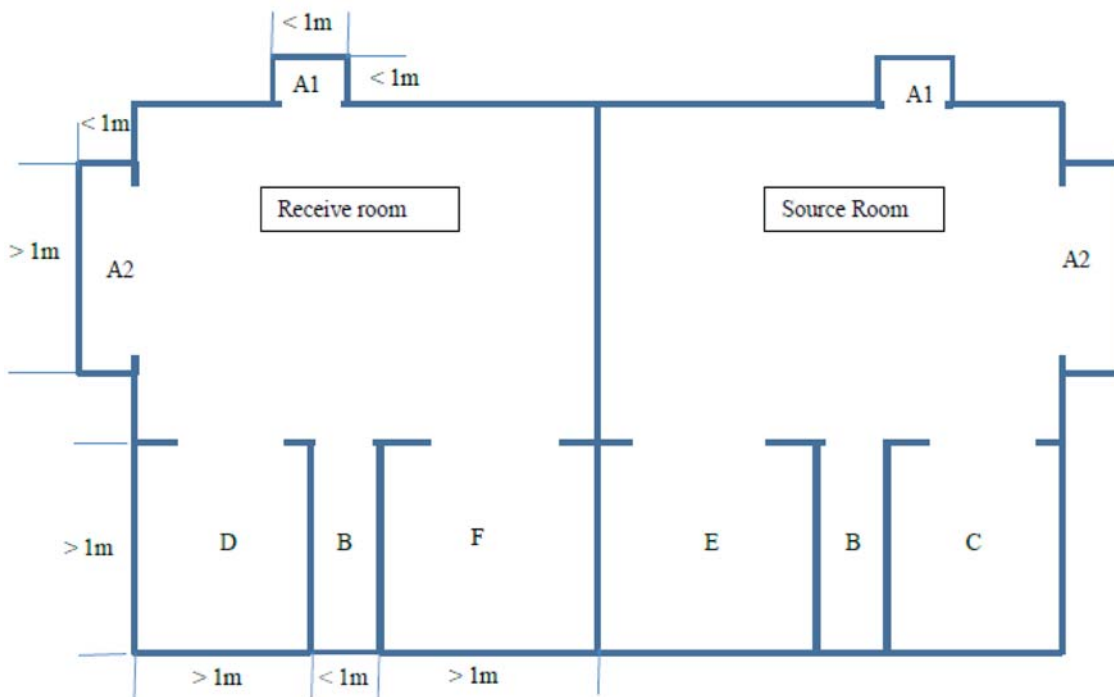 < 1m
A1
< 1m
A1
< 1m
Receive room
Source Room
> 1m
A2
A2
> 1m
D
B
F
E
B
C
> 1m
< 1m
> 1m